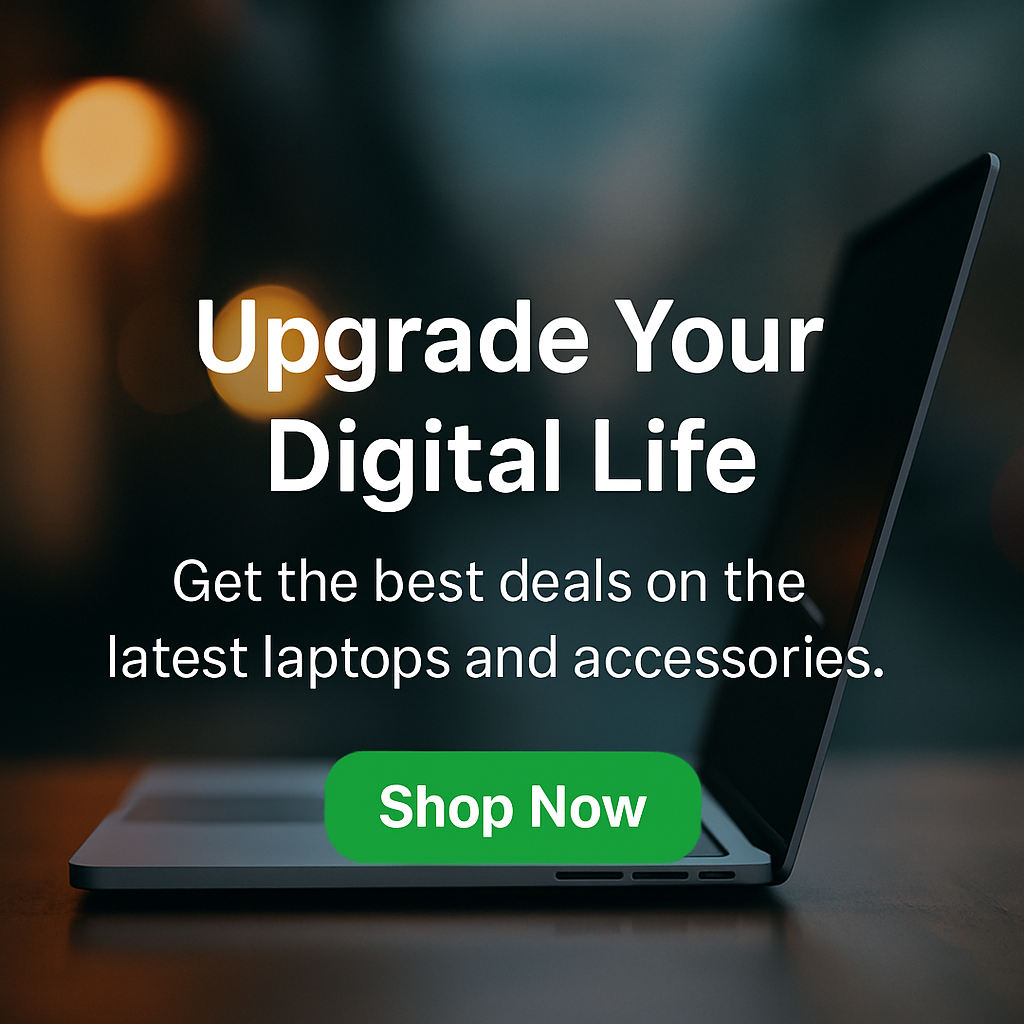 Upgrade Your
Digital Life
Get the best deals on the
latest laptops and accessories.
Shop Now